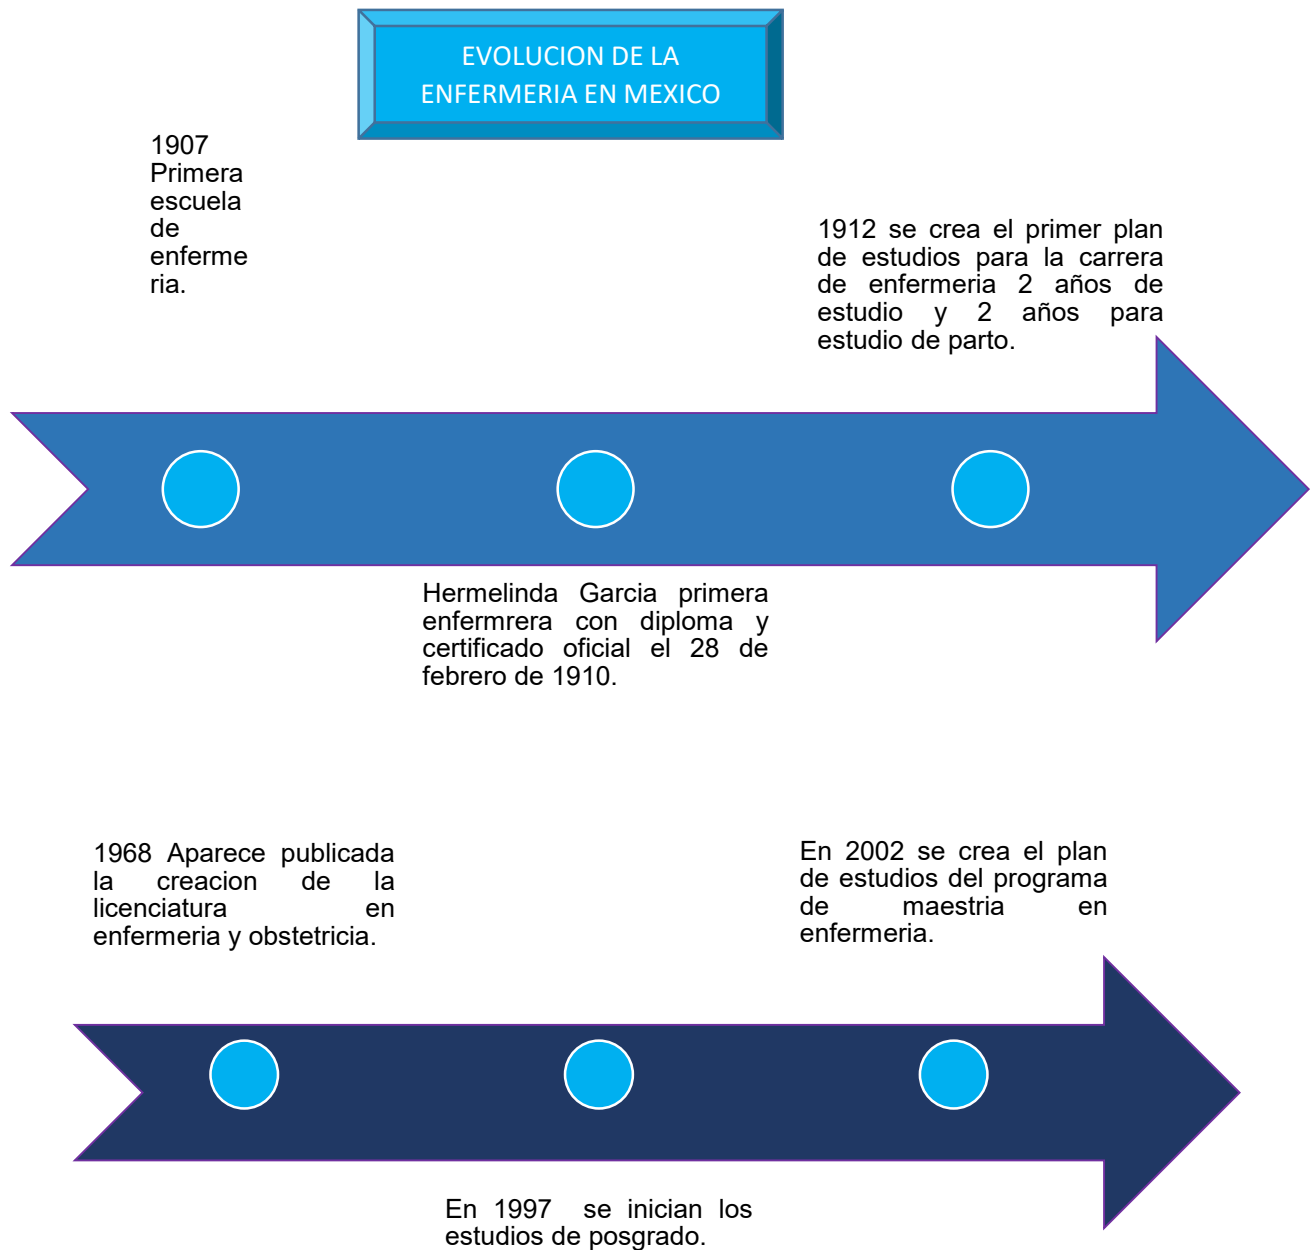 EVOLUCION DE LA
ENFERMERIA EN MEXICO
1907
Primera
escuela
de
enferme
ria.
1912 se crea el primer plan
de estudios para la carrera
de enfermeria 2 años de
estudio y 2 años para
estudio de parto.
Hermelinda Garcia primera
enfermrera con diploma y
certificado oficial el 28 de
febrero de 1910.
1968 Aparece publicada
la creacion de la
licenciatura en
enfermeria y obstetricia.
En 2002 se crea el plan
de estudios del programa
de maestria en
enfermeria.
En 1997 se inician los
estudios de posgrado.